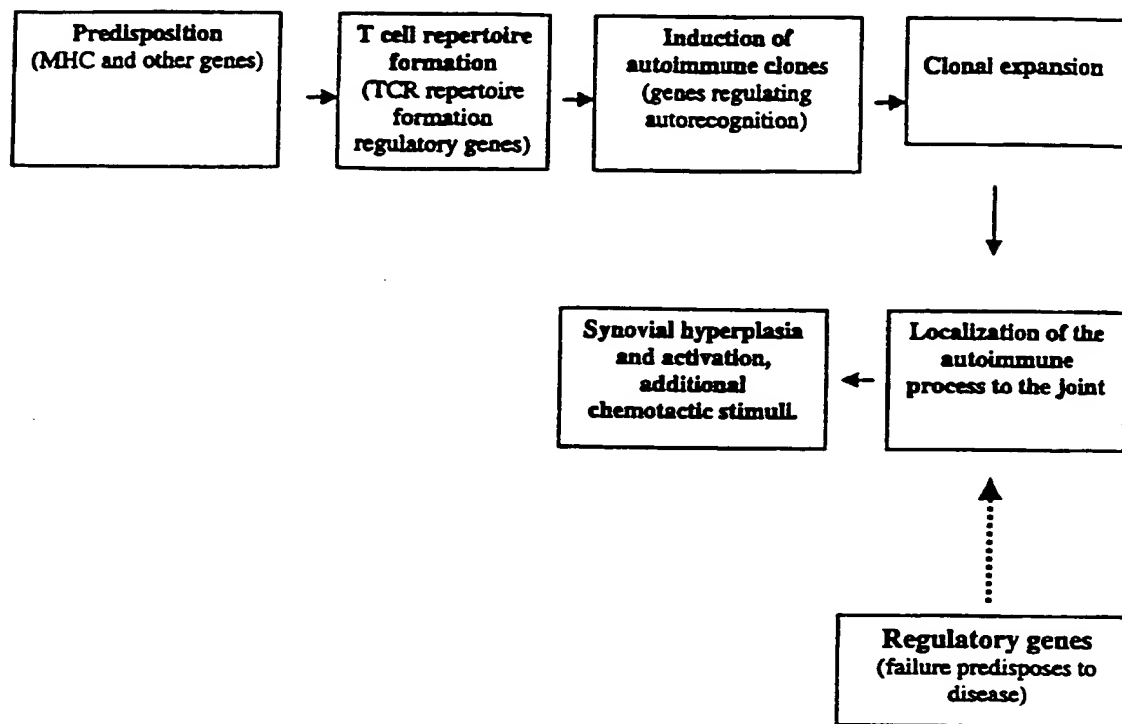 Predisposition
(MHC and other genes)
T cell repertoire
formation
(TCR repertoire
formation
regulatory genes)
Induction of
autoimmune clones
(genes regulating
autorecognition)
Clonal expansion
Localization of the
autoimmune
process to the joint
Synovial hyperplasia
and activation,
additional
chemotactic stimuli.
Regulatory genes
(failure predisposes to
disease)